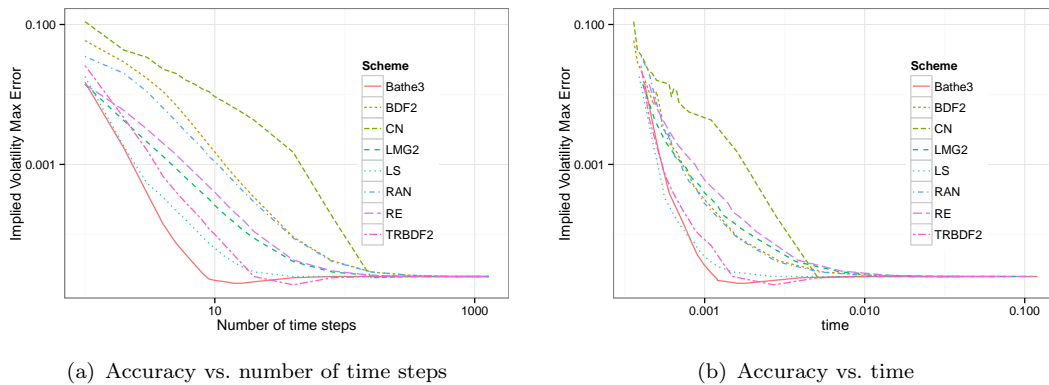 0.100
0.001
Implied Volatility Max Error
10
1000
Number of time steps
Scheme
Bathe3
BDF2
CN
LMG2
LS
RAN
RE
TRBDF2
(a) Accuracy vs. number of time steps
0.100
0.001
Implied Volatility Max Error
0.001
0.010
0.100
time
Scheme
Bathe3
BDF2
CN
LMG2
LS
RAN
RE
TRBDF2
(b) Accuracy vs. time